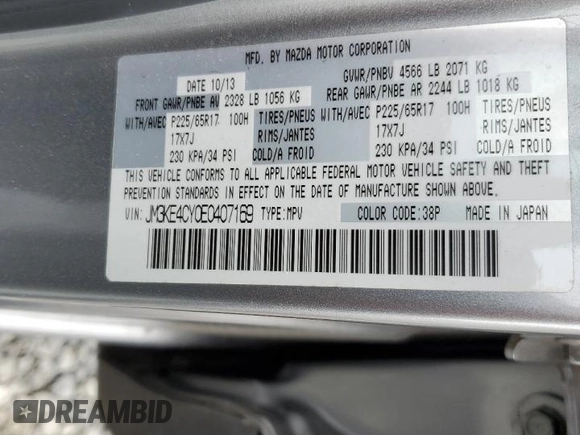 MFD. BY MAZDA MOTOR CORPORATION
DATE 10/13 GVWR/PNBV 4566 LB 2071 KG
FRONT GAWR/PNBE AV 2328 LB 1056 KG REAR GAWR/PNBE AR 2244 LB 1018 KG
WITH/AVEC P225/65R17 100H TIRES/PNEUS WITH/AVEC P225/65R17 100H TIRES/PNEUS
17X7J RIMS/JANTES 17X7J RIMS/JANTES
230 KPA/34 PSI COLD/A FROID 230 KPA/34 PSI COLD/A FROID
THIS VEHICLE CONFORMS TO ALL APPLICABLE FEDERAL MOTOR VEHICLE SAFETY AND THEFT
PREVENTION STANDARDS IN EFFECT ON THE DATE OF MANUFACTURE SHOWN ABOVE.
VIN: JM3KE4CY0E0407169 TYPE:MPV COLOR CODE:38P MADE IN JAPAN
DREAMBID